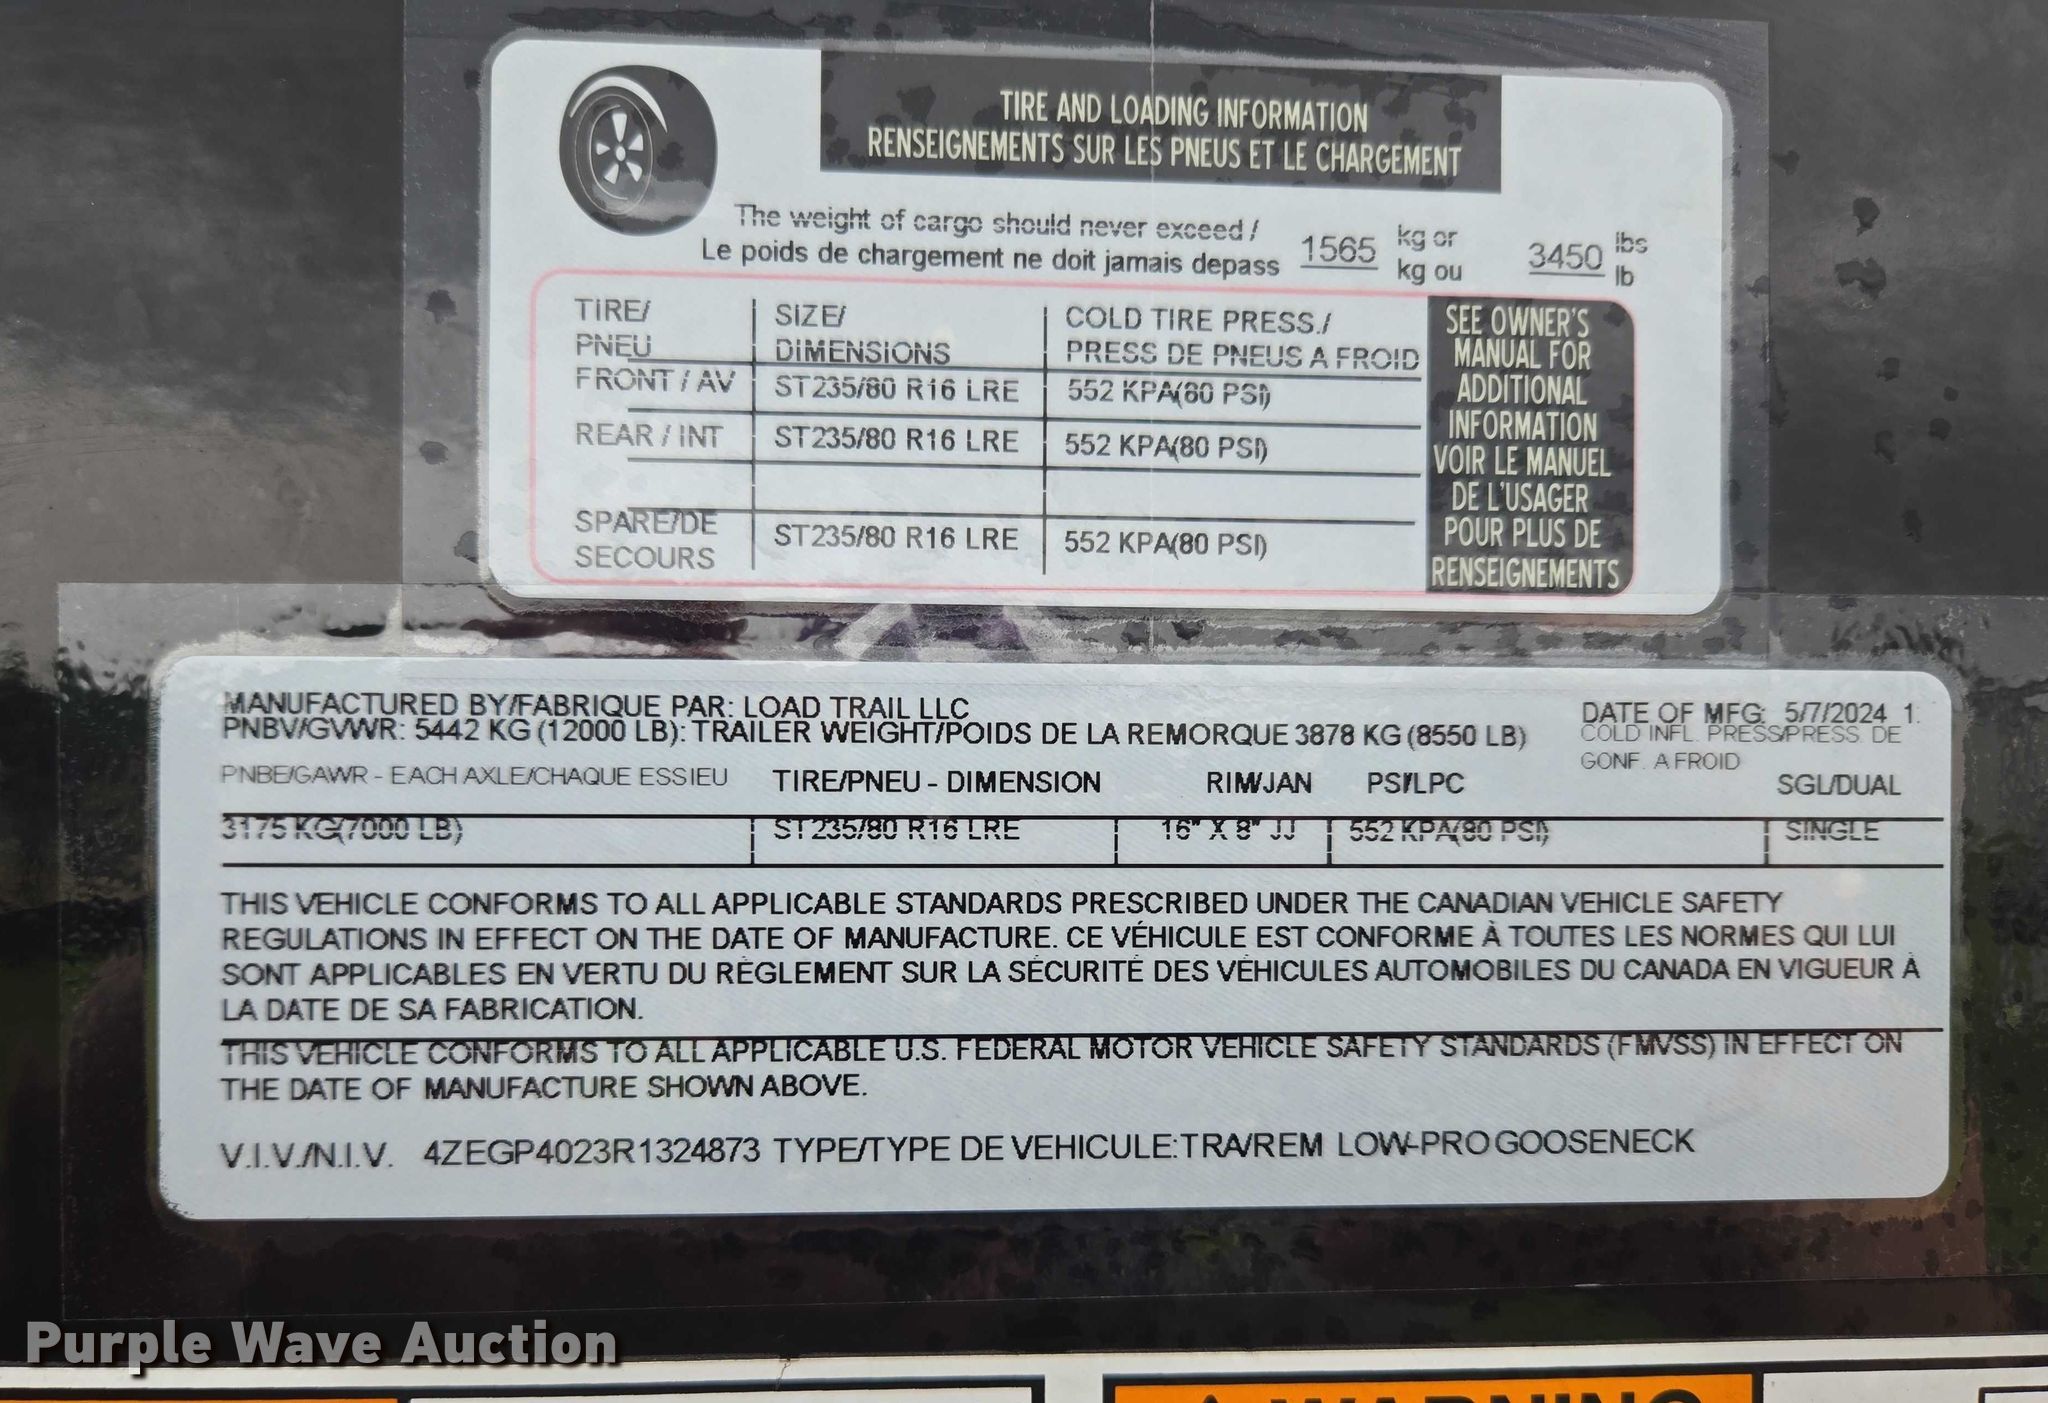 TIRE AND LOADING INFORMATION
RENSEIGNEMENTS SUR LES PNEUS ET LE CHARGEMENT
The weight of cargo should never exceed /
Le poids de chargement ne doit jamais depass 1565 kg or kg ou 3450 lbs lb
TIRE/ PNEU SIZE/ DIMENSIONS COLD TIRE PRESS./ PRESS DE PNEUS A FROID
FRONT / AV ST235/80 R16 LRE 552 KPA(80 PSI)
REAR / INT ST235/80 R16 LRE 552 KPA(80 PSI)
SPARE/DE SECOURS ST235/80 R16 LRE 552 KPA(80 PSI)
SEE OWNER'S
MANUAL FOR
ADDITIONAL
INFORMATION
VOIR LE MANUEL
DE L'USAGER
POUR PLUS DE
RENSEIGNEMENTS
MANUFACTURED BY/FABRIQUE PAR: LOAD TRAIL LLC DATE OF MFG: 5/7/2024 1:
PNBV/GVWR: 5442 KG (12000 LB): TRAILER WEIGHT/POIDS DE LA REMORQUE 3878 KG (8550 LB) COLD INFL. PRESS/PRESS. DE
GONF. A FROID
PNBE/GAWR - EACH AXLE/CHAQUE ESSIEU TIRE/PNEU - DIMENSION RIM/JAN PSI/LPC SGL/DUAL
3175 KG(7000 LB) ST235/80 R16 LRE 16" X 8" JJ 552 KPA(80 PSI) SINGLE
THIS VEHICLE CONFORMS TO ALL APPLICABLE STANDARDS PRESCRIBED UNDER THE CANADIAN VEHICLE SAFETY
REGULATIONS IN EFFECT ON THE DATE OF MANUFACTURE. CE VÉHICULE EST CONFORME À TOUTES LES NORMES QUI LUI
SONT APPLICABLES EN VERTU DU RÈGLEMENT SUR LA SÉCURITÉ DES VÉHICULES AUTOMOBILES DU CANADA EN VIGUEUR À
LA DATE DE SA FABRICATION.
THIS VEHICLE CONFORMS TO ALL APPLICABLE U.S. FEDERAL MOTOR VEHICLE SAFETY STANDARDS (FMVSS) IN EFFECT ON
THE DATE OF MANUFACTURE SHOWN ABOVE.
V.I.V./N.I.V. 4ZEGP4023R1324873 TYPE/TYPE DE VEHICULE:TRA/REM LOW-PRO GOOSENECK
Purple Wave Auction
WARNING